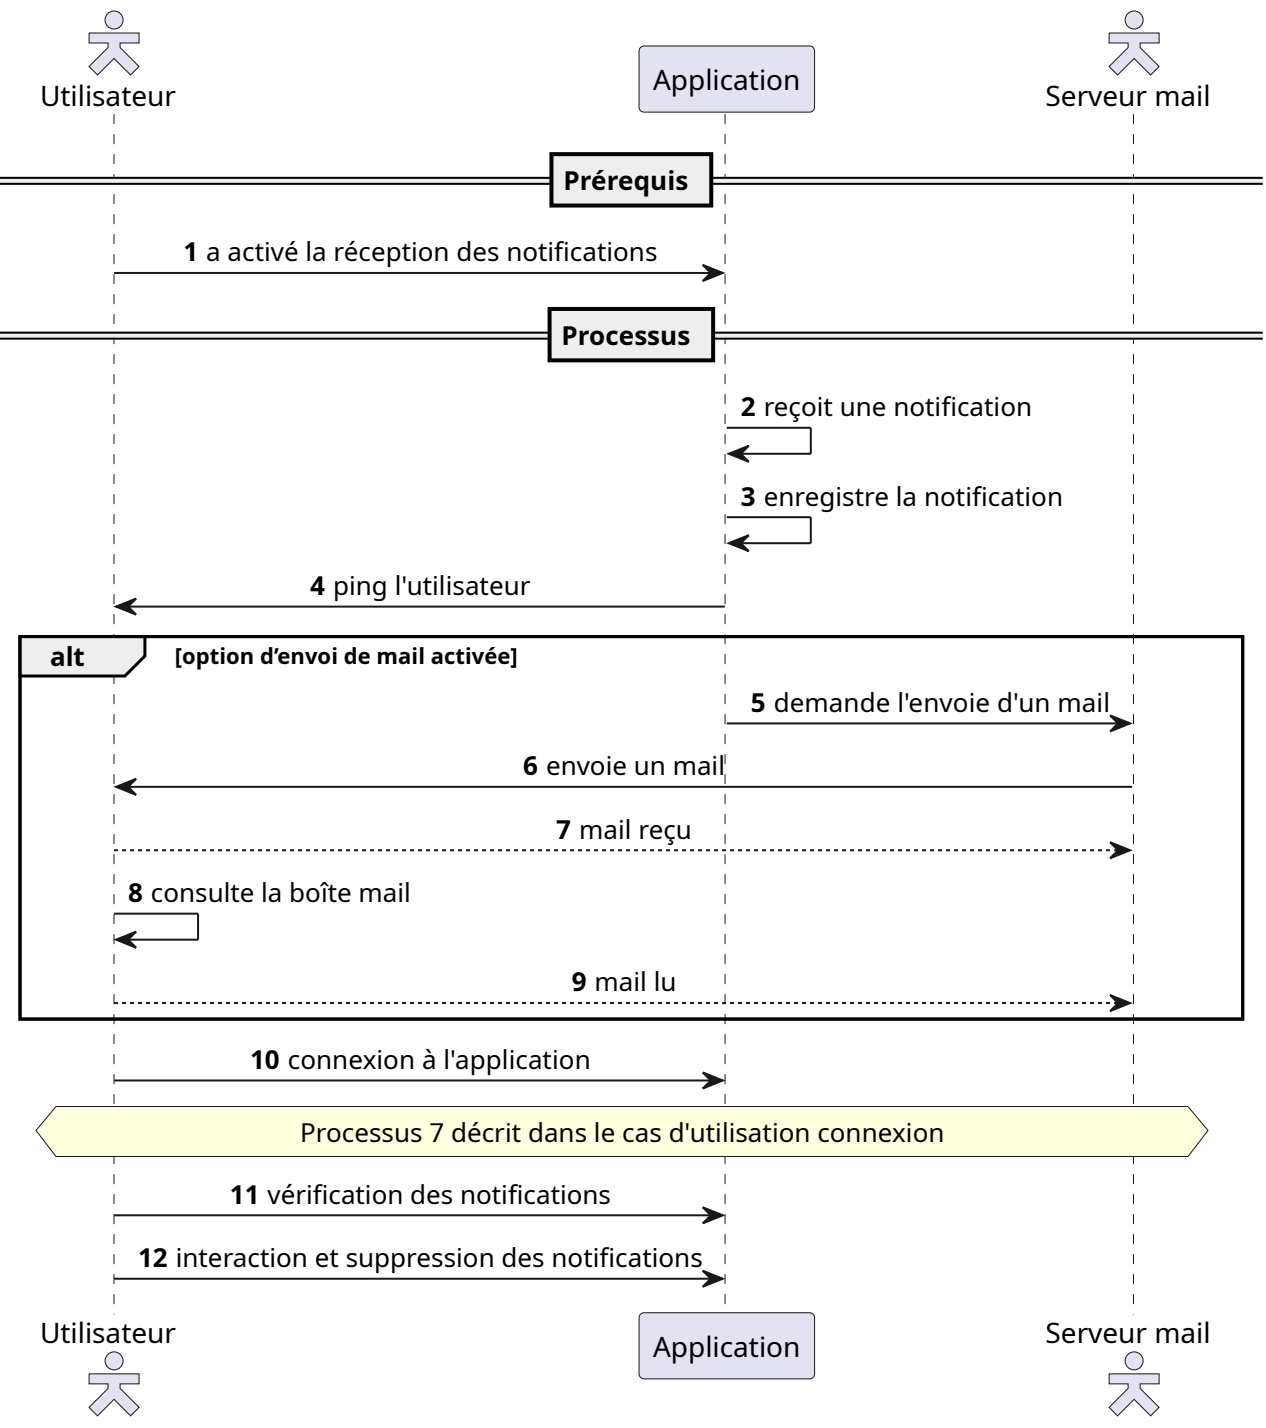 Utilisateur
Application
Serveur mail
Prérequis
1 a activé la réception des notifications
Processus
2 reçoit une notification
3 enregistre la notification
4 ping l'utilisateur
alt [option d’envoi de mail activée]
5 demande l'envoie d'un mail
6 envoie un mail
7 mail reçu
8 consulte la boîte mail
9 mail lu
10 connexion à l'application
Processus 7 décrit dans le cas d'utilisation connexion
11 vérification des notifications
12 interaction et suppression des notifications
Utilisateur
Application
Serveur mail